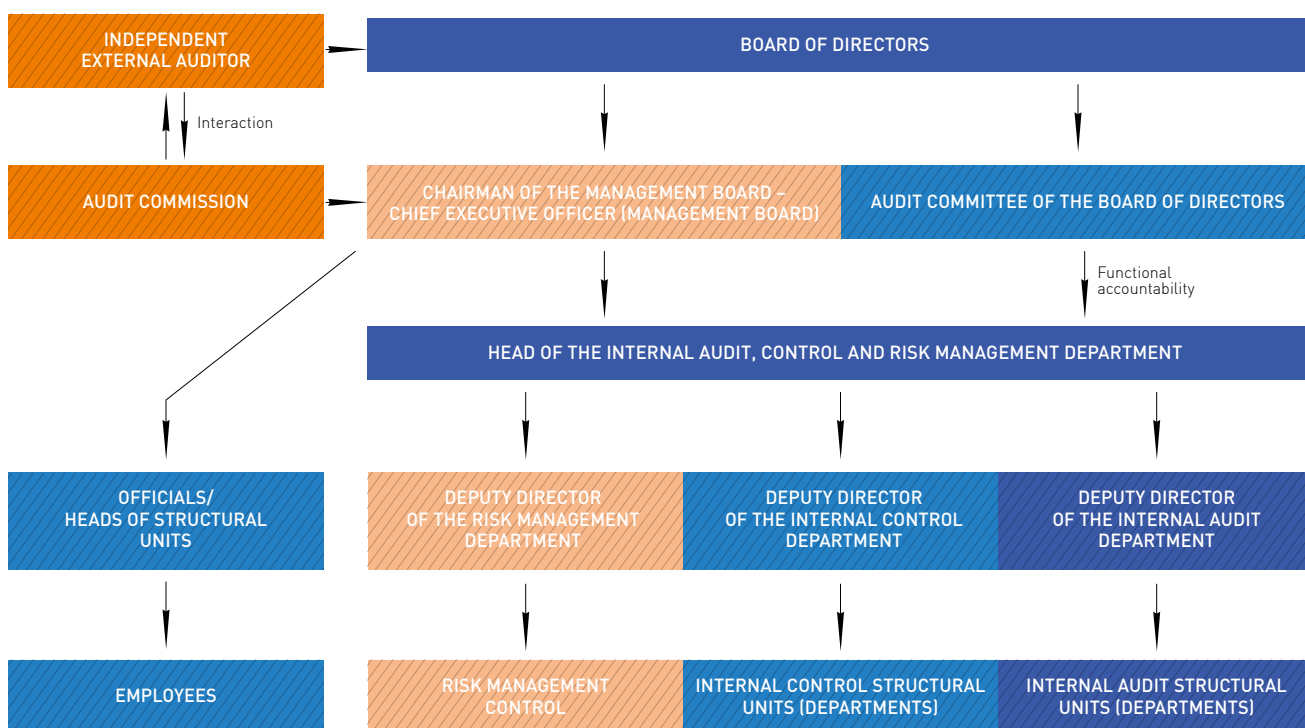 INDEPENDENT
EXTERNAL AUDITOR
BOARD OF DIRECTORS
Interaction
AUDIT COMMISSION
CHAIRMAN OF THE MANAGEMENT BOARD –
CHIEF EXECUTIVE OFFICER (MANAGEMENT BOARD)
AUDIT COMMITTEE OF THE BOARD OF DIRECTORS
Functional
accountability
HEAD OF THE INTERNAL AUDIT, CONTROL AND RISK MANAGEMENT DEPARTMENT
OFFICIALS/
HEADS OF STRUCTURAL
UNITS
DEPUTY DIRECTOR
OF THE RISK MANAGEMENT
DEPARTMENT
DEPUTY DIRECTOR
OF THE INTERNAL CONTROL
DEPARTMENT
DEPUTY DIRECTOR
OF THE INTERNAL AUDIT
DEPARTMENT
EMPLOYEES
RISK MANAGEMENT
CONTROL
INTERNAL CONTROL STRUCTURAL
UNITS (DEPARTMENTS)
INTERNAL AUDIT STRUCTURAL
UNITS (DEPARTMENTS)